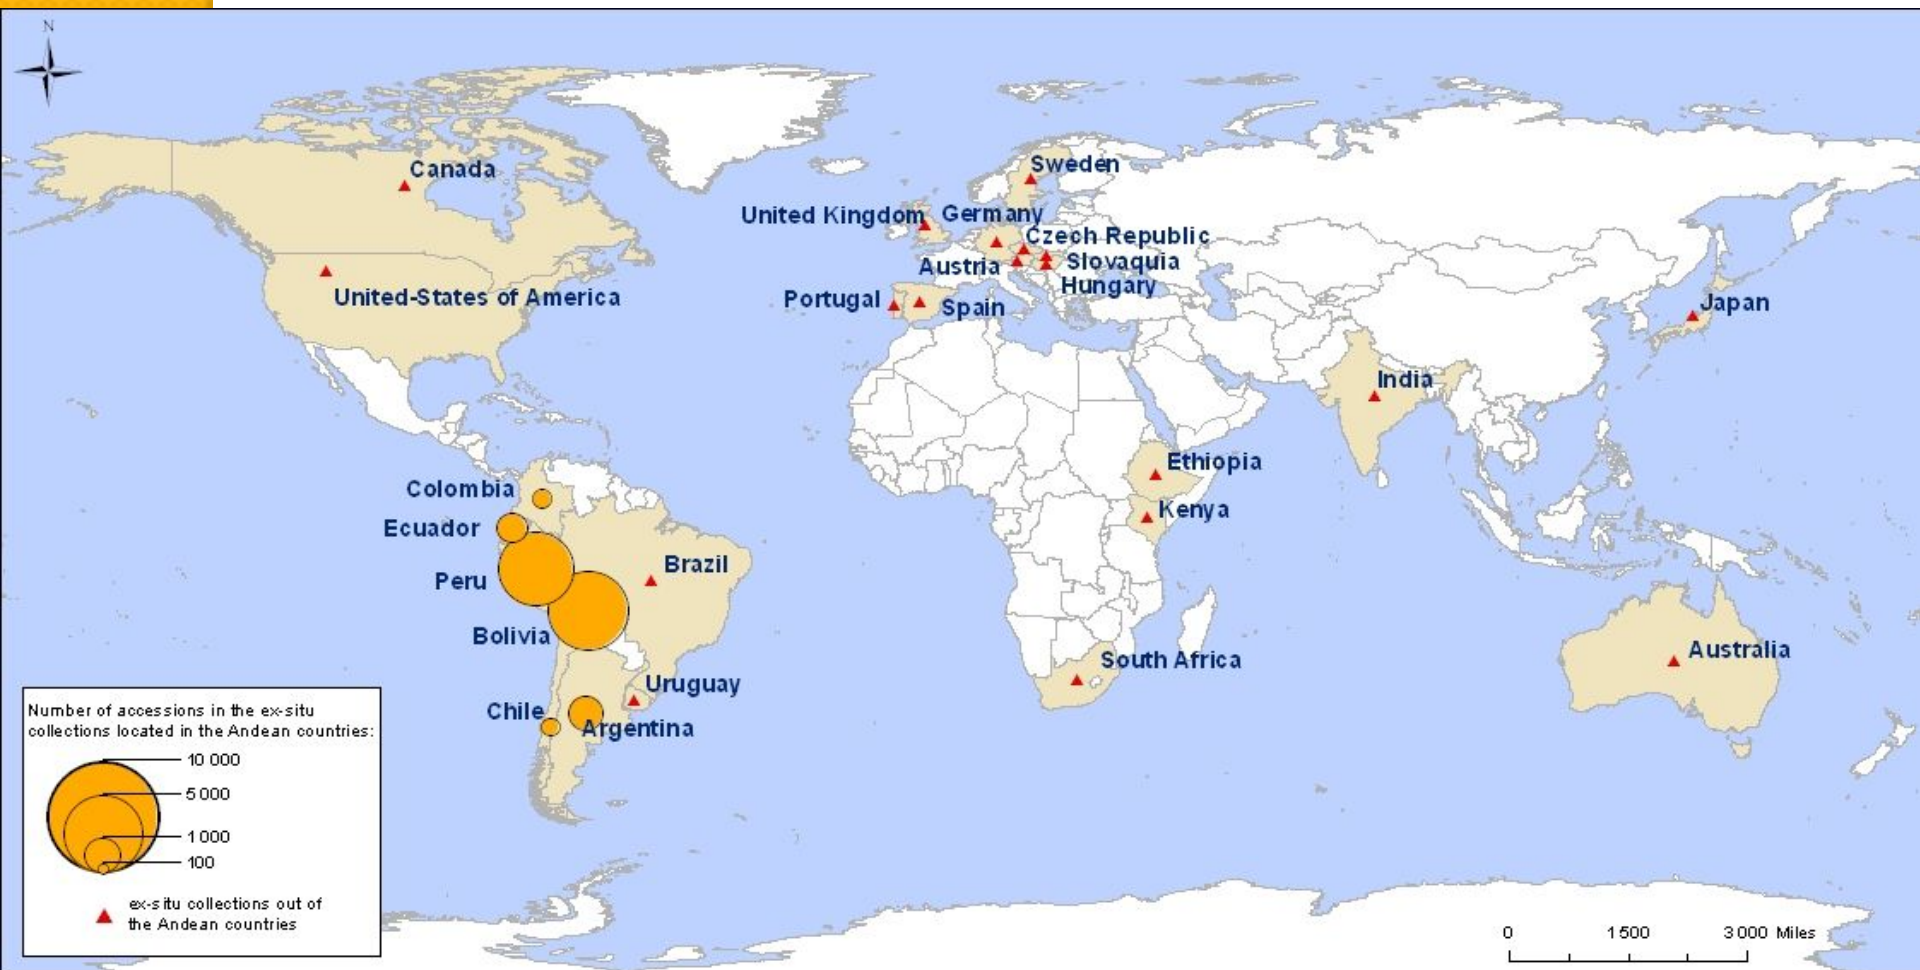 N
Canada
Sweden
United Kingdom
Germany
Czech Republic
Austria
Slovaquia
Hungary
United-States of America
Portugal
Spain
Japan
India
Colombia
Ethiopia
Ecuador
Kenya
Brazil
Peru
Bolivia
South Africa
Australia
Uruguay
Chile
Argentina
Number of accessions in the ex-situ
collections located in the Andean countries:
10 000
5 000
1 000
100
ex-situ collections out of
the Andean countries
0 1 500 3 000 Miles